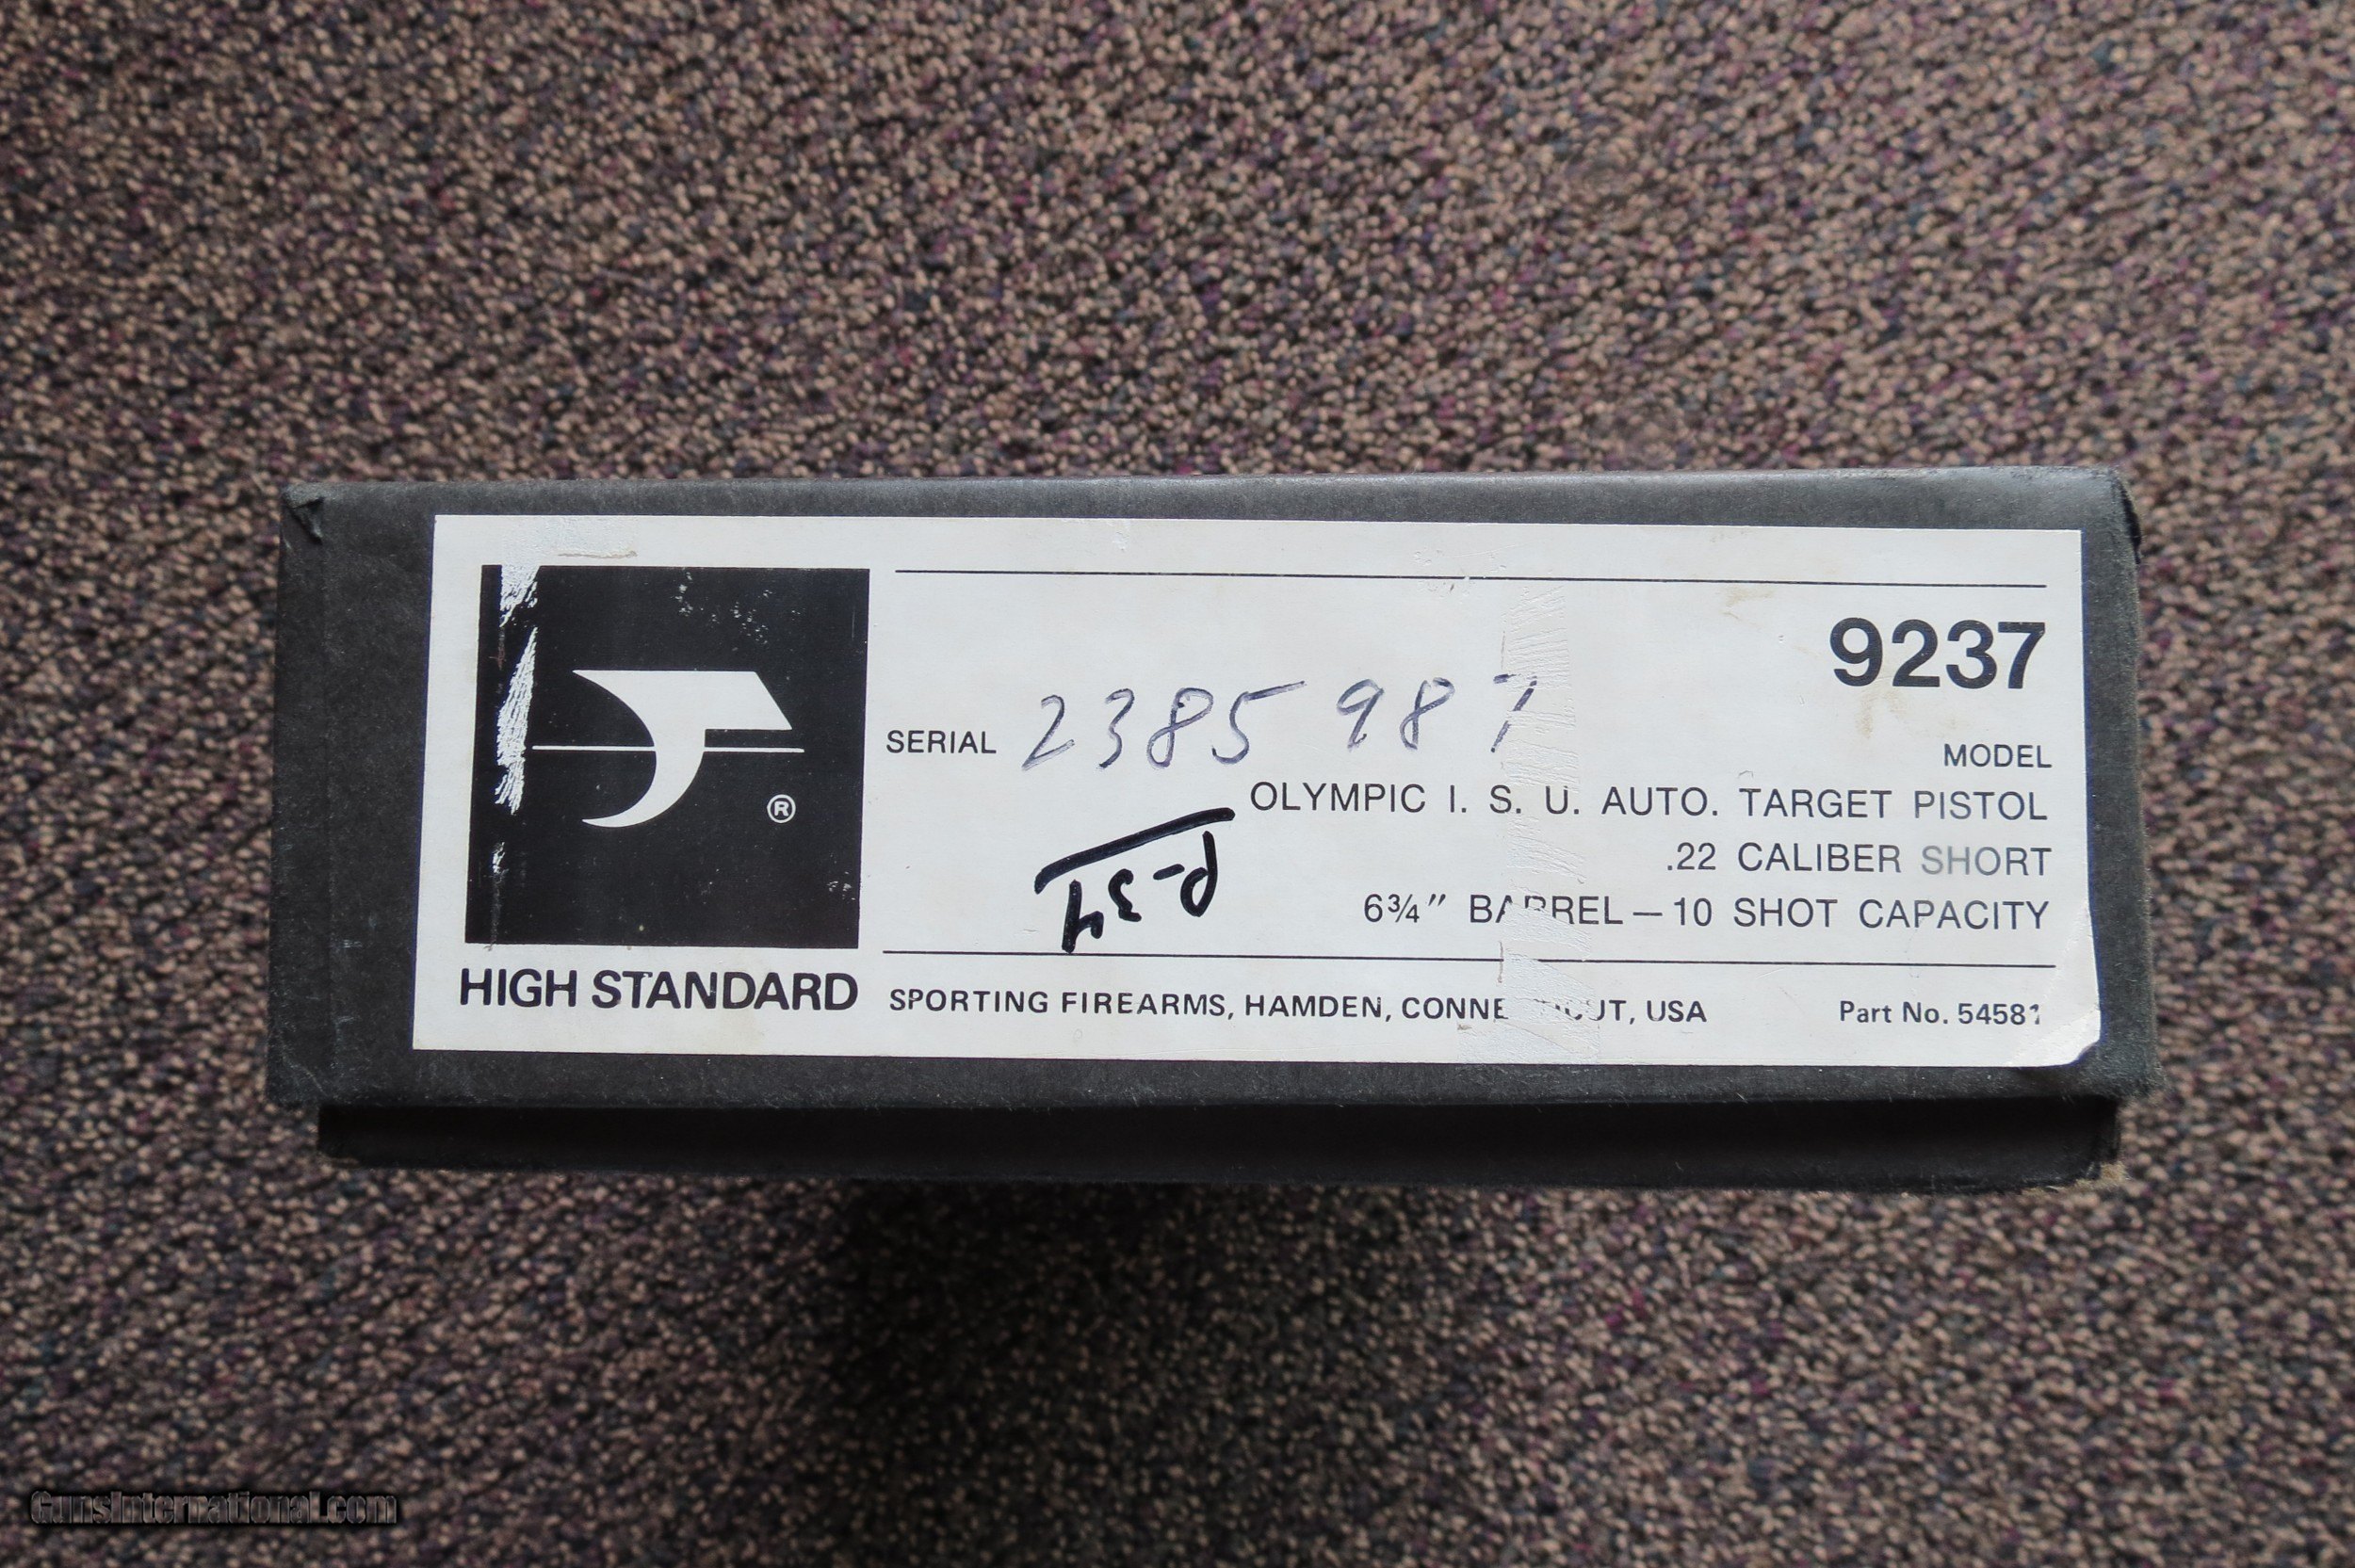 9237
SERIAL 2385987
MODEL
OLYMPIC I. S. U. AUTO. TARGET PISTOL
.22 CALIBER SHORT
P-34
6¾" BARREL — 10 SHOT CAPACITY
®
HIGH STANDARD
SPORTING FIREARMS, HAMDEN, CONNECTICUT, USA
Part No. 54581
GunsInternational.com